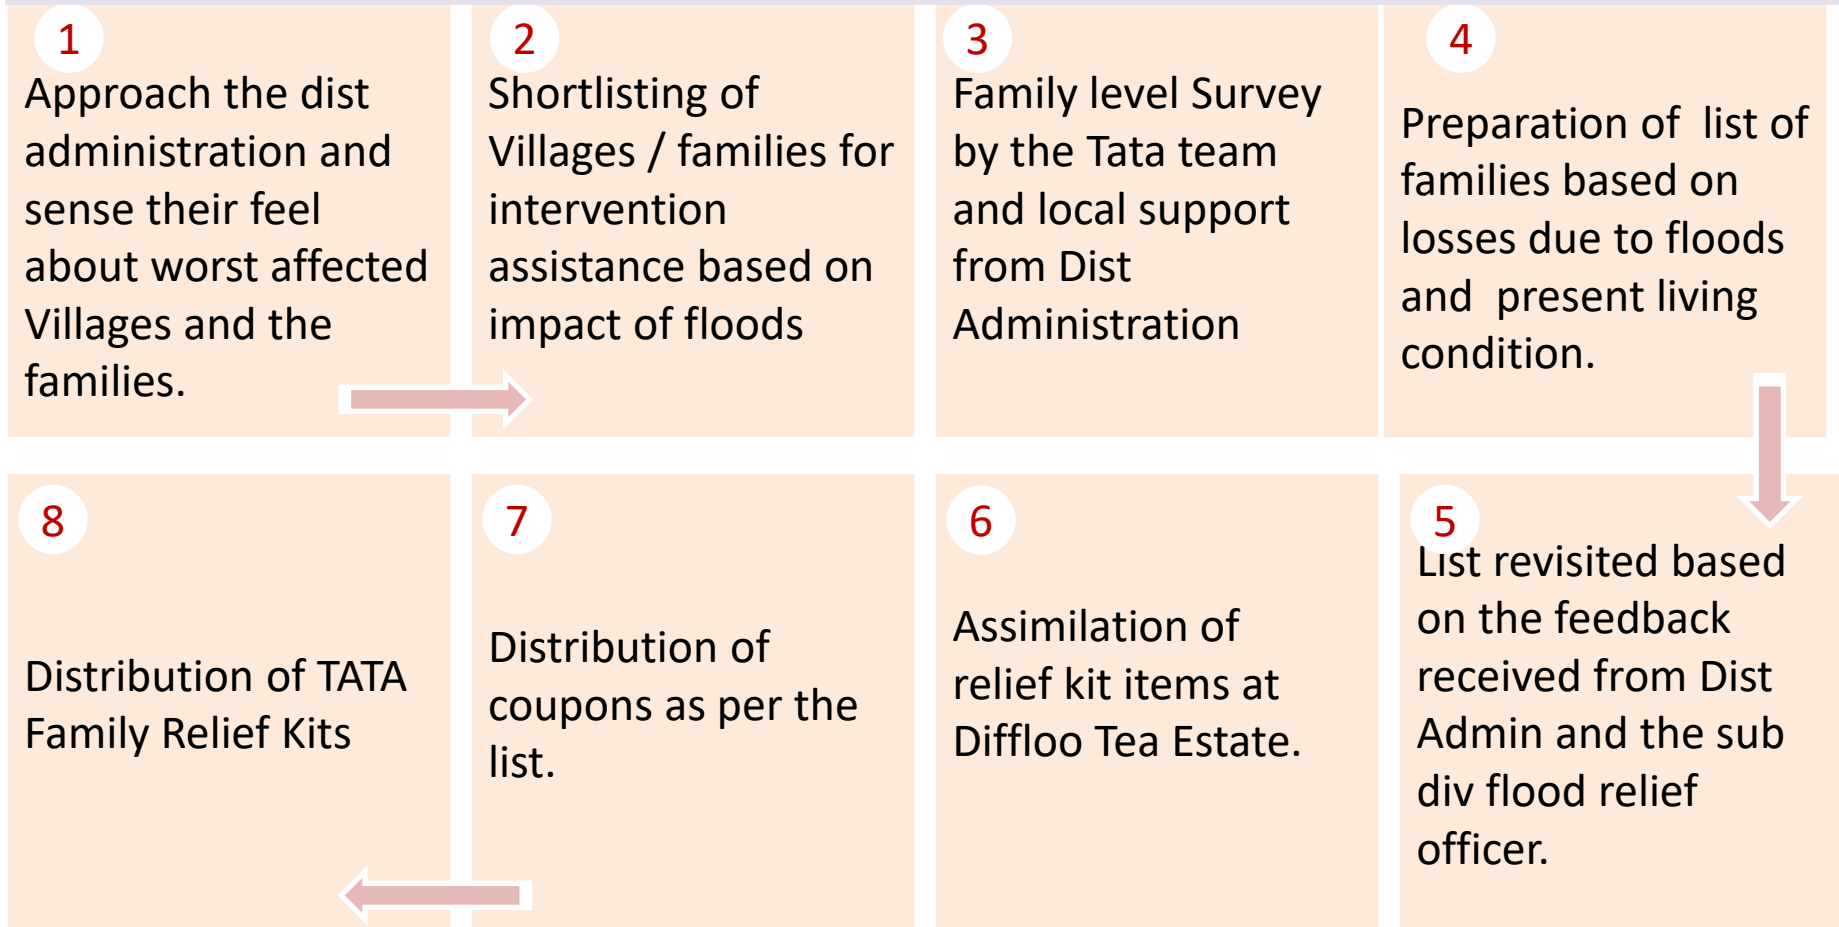 1
Approach the dist
administration and
sense their feel
about worst affected
Villages and the
families.
2
Shortlisting of
Villages / families for
intervention
assistance based on
impact of floods
3
Family level Survey
by the Tata team
and local support
from Dist
Administration
4
Preparation of list of
families based on
losses due to floods
and present living
condition.
5
List revisited based
on the feedback
received from Dist
Admin and the sub
div flood relief
officer.
6
Assimilation of
relief kit items at
Diffloo Tea Estate.
7
Distribution of
coupons as per the
list.
8
Distribution of TATA
Family Relief Kits